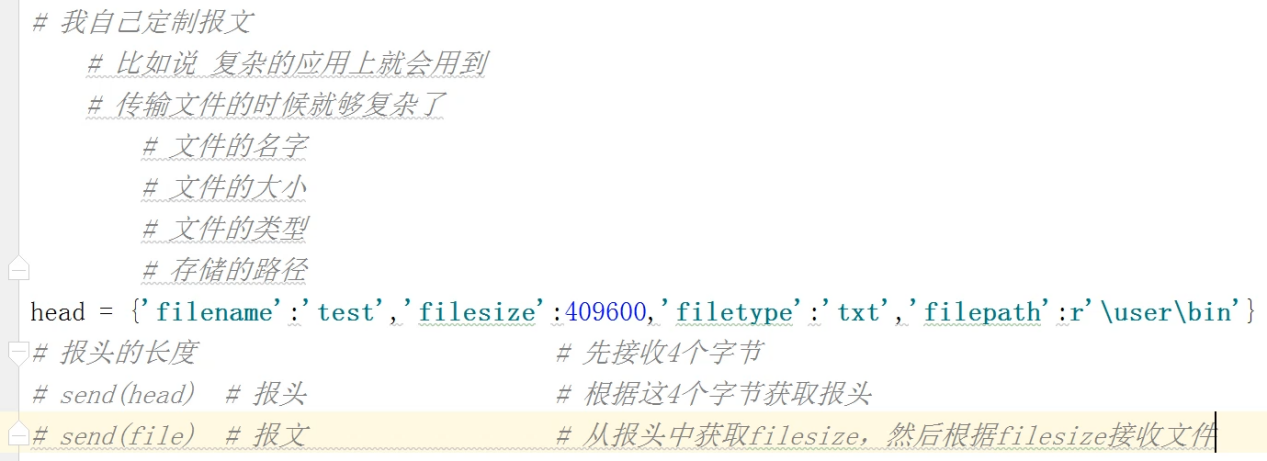 # 我自己定制报文
# 比如说 复杂的应用上就会用到
# 传输文件的时候就够复杂了
# 文件的名字
# 文件的大小
# 文件的类型
# 存储的路径
head = {'filename':'test','filesize':409600,'filetype':'txt','filepath':r'\user\bin'}
# 报头的长度 # 先接收4个字节
# send(head) # 报头 # 根据这4个字节获取报头
# send(file) # 报文 # 从报头中获取filesize，然后根据filesize接收文件